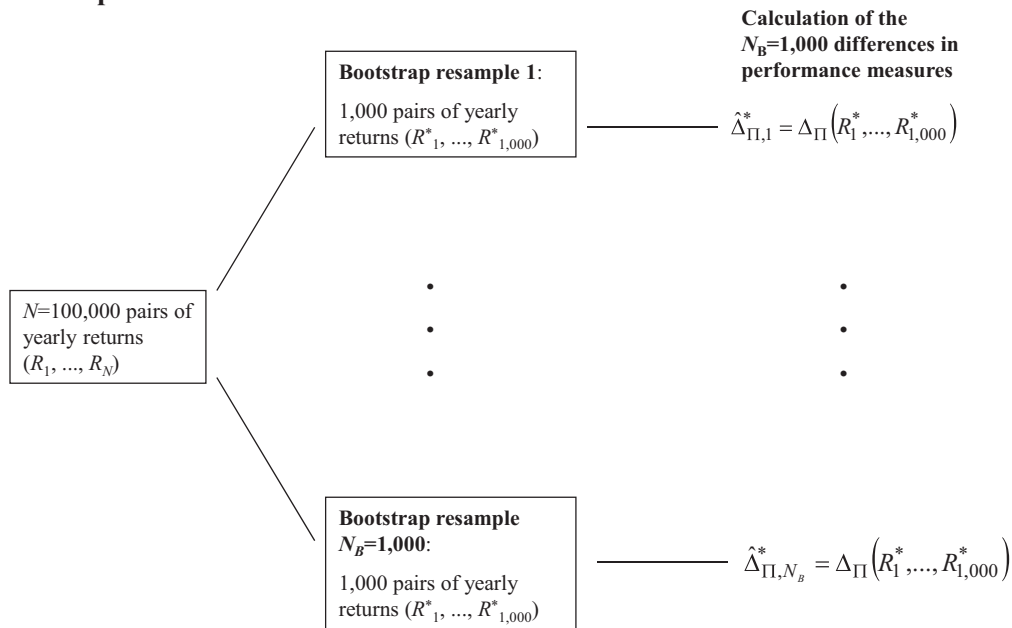 Calculation of the
N_B=1,000 differences in
performance measures
Bootstrap resample 1:
1,000 pairs of yearly
returns (R*_1, ..., R*_1,000)
Δ̂*_Π,1 = Δ_Π(R*_1,..., R*_1,000)
N=100,000 pairs of
yearly returns
(R_1, ..., R_N)
Bootstrap resample
N_B=1,000:
1,000 pairs of yearly
returns (R*_1, ..., R*_1,000)
Δ̂*_Π,N_B = Δ_Π(R*_1,..., R*_1,000)